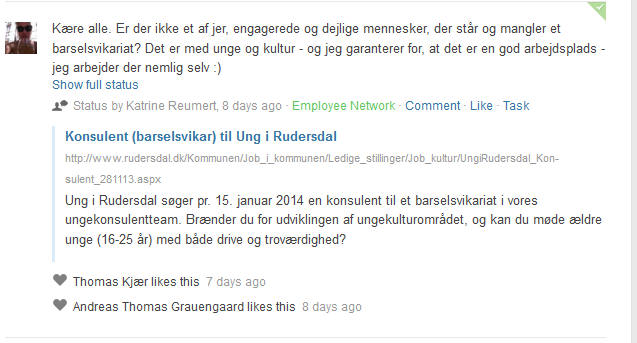 Kære alle. Er der ikke et af jer, engagerede og dejlige mennesker, der står og mangler et
barselsvikariat? Det er med unge og kultur - og jeg garanterer for, at det er en god arbejdsplads -
jeg arbejder der nemlig selv :)
Show full status
Status by Katrine Reumert, 8 days ago · Employee Network · Comment · Like · Task
Konsulent (barselsvikar) til Ung i Rudersdal
http://www.rudersdal.dk/Kommunen/Job_i_kommunen/Ledige_stillinger/Job_kultur/UngiRudersdal_Kon-
sulent_281113.aspx
Ung i Rudersdal søger pr. 15. januar 2014 en konsulent til et barselsvikariat i vores
ungekonsulentteam. Brænder du for udviklingen af ungekulturområdet, og kan du møde ældre
unge (16-25 år) med både drive og troværdighed?
Thomas Kjær likes this 7 days ago
Andreas Thomas Grauengaard likes this 8 days ago